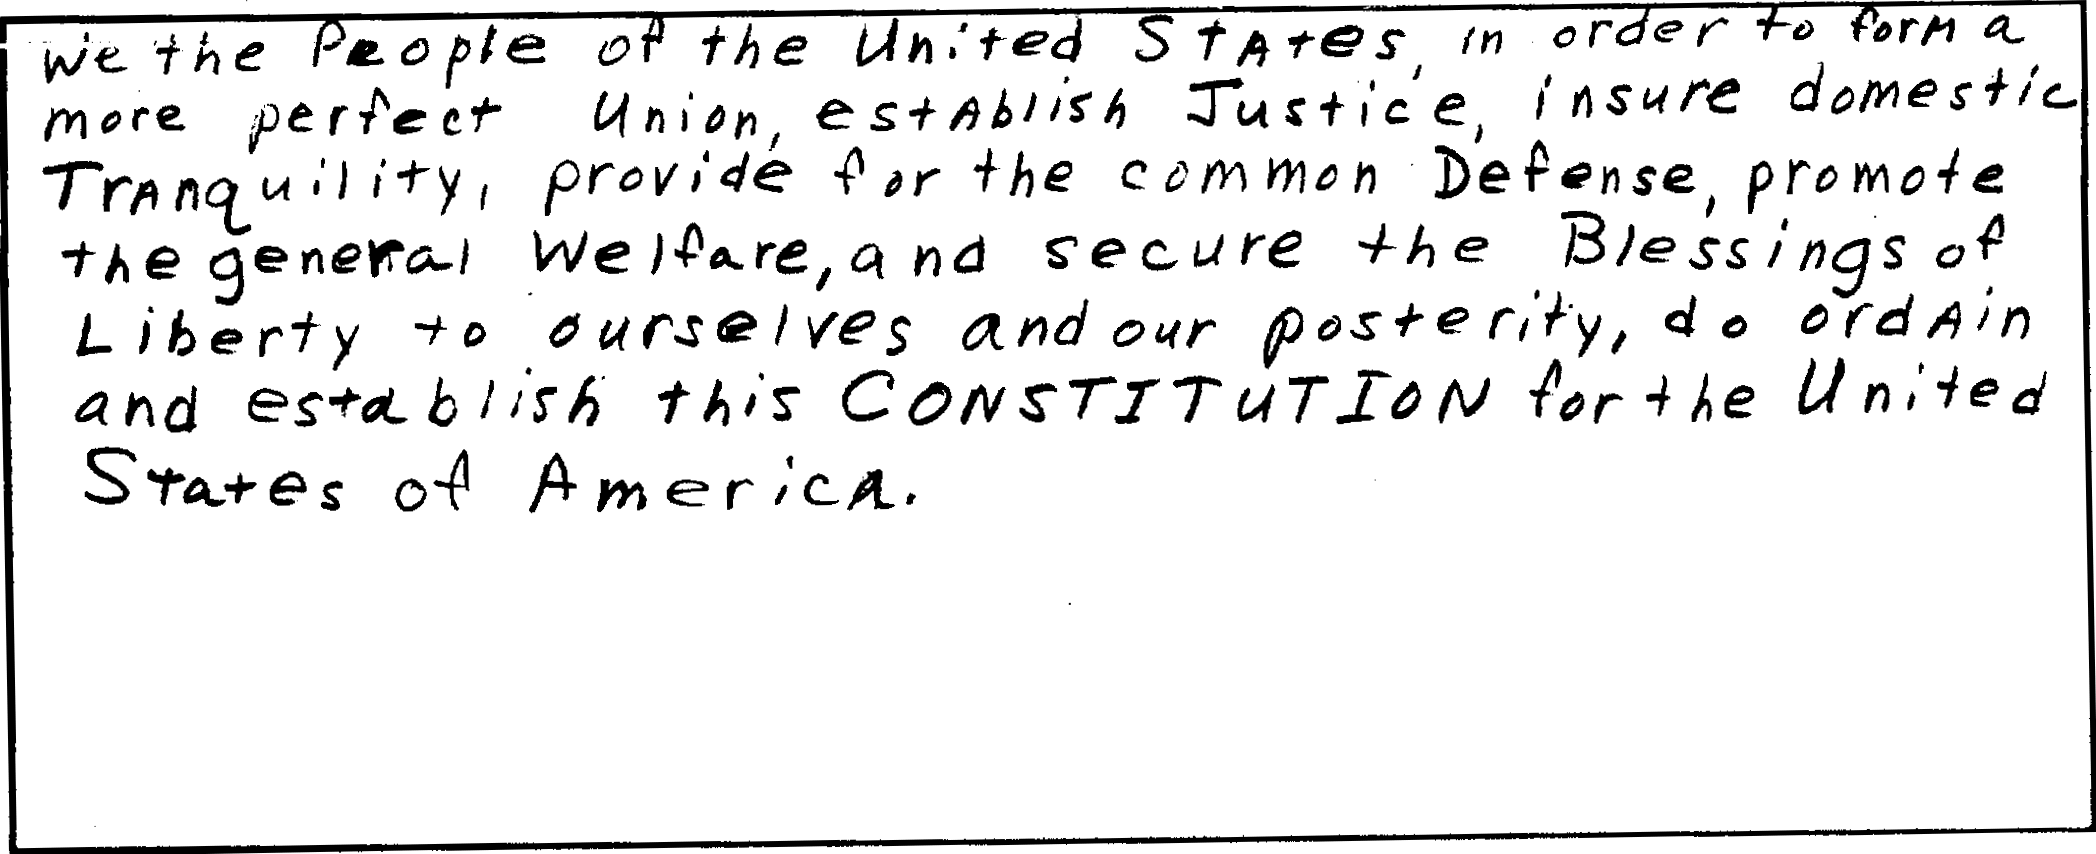 We the People of the United States, in order to form a
more perfect Union, establish Justice, insure domestic
Tranquility, provide for the common Defense, promote
the general Welfare, and secure the Blessings of
Liberty to ourselves and our posterity, do ordain
and establish this CONSTITUTION for the United
States of America.